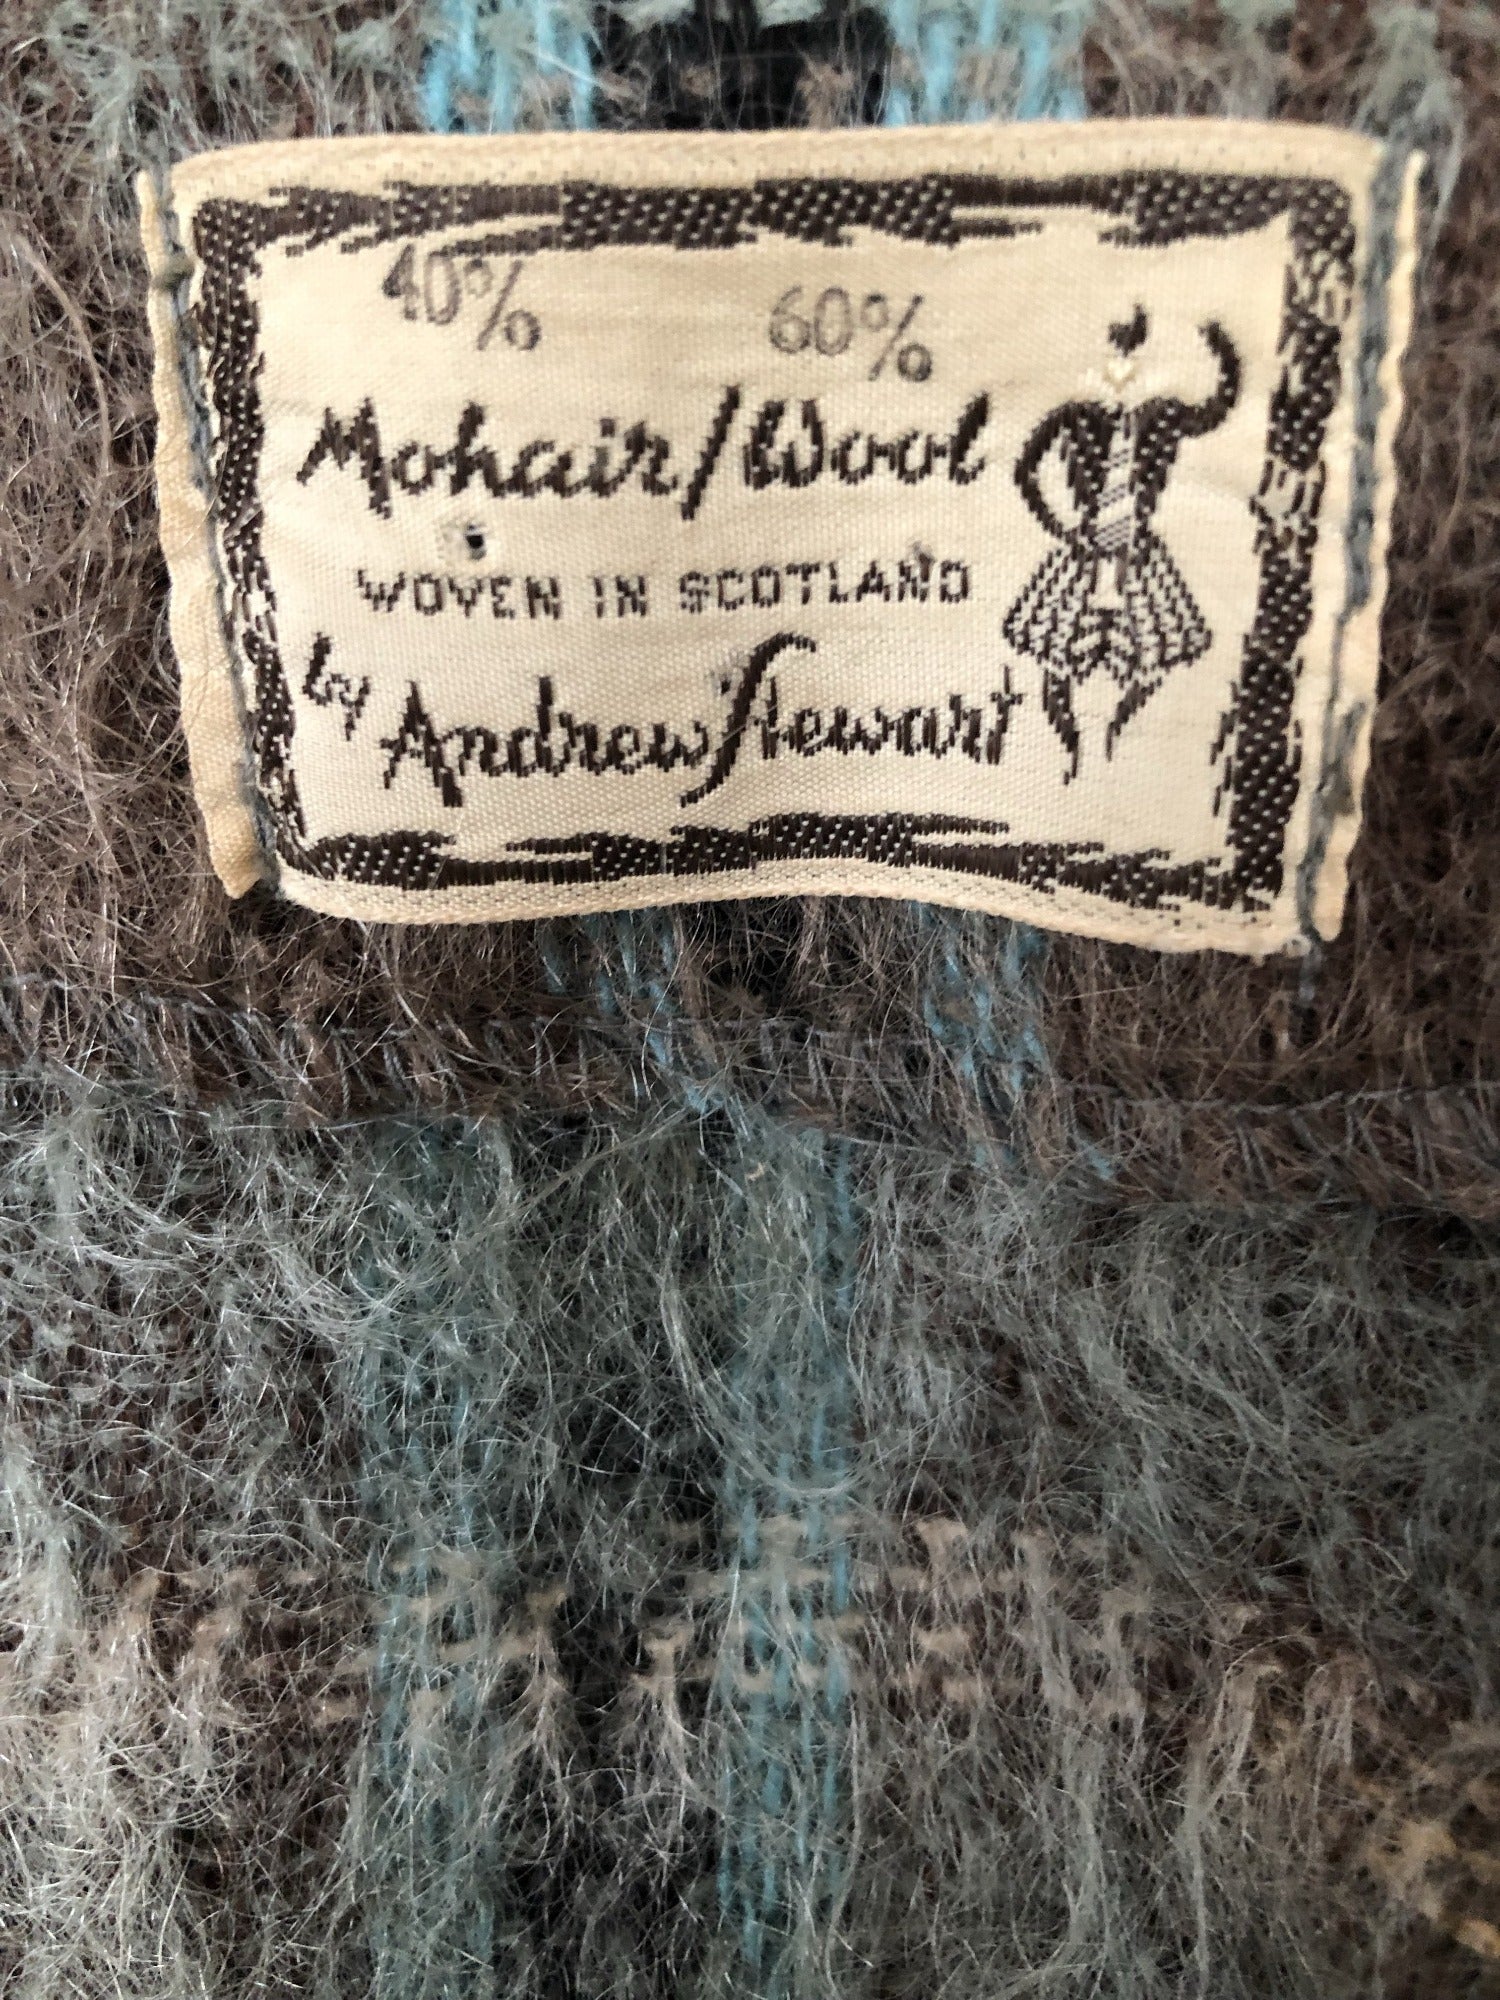 40% 60%
Mohair/Wool
WOVEN IN SCOTLAND
by Andrew Stewart